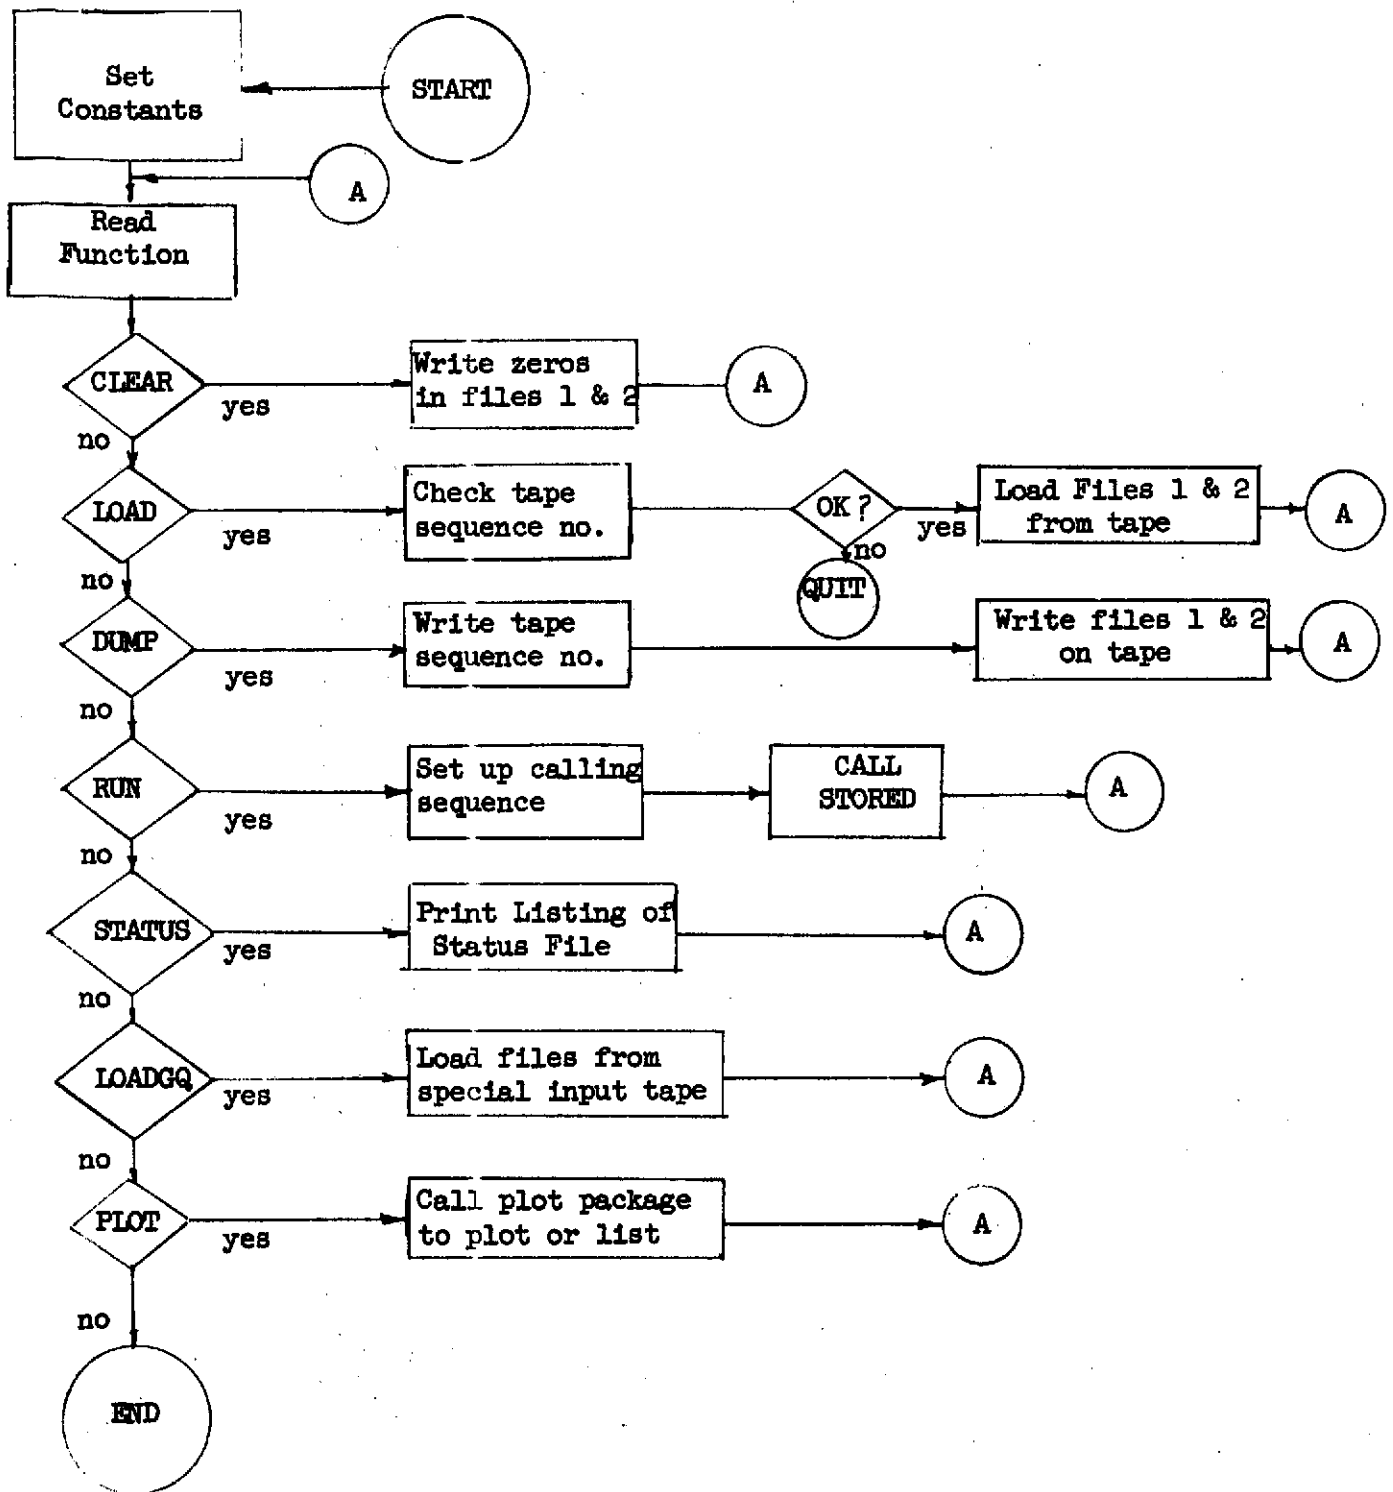 Set
Constants
START
A
Read
Function
CLEAR
yes
Write zeros
in files 1 & 2
A
no
LOAD
yes
Check tape
sequence no.
OK?
yes
Load Files 1 & 2
from tape
A
no
QUIT
no
DUMP
yes
Write tape
sequence no.
Write files 1 & 2
on tape
A
no
RUN
yes
Set up calling
sequence
CALL
STORED
A
no
STATUS
yes
Print Listing of
Status File
A
no
LOADGQ
yes
Load files from
special input tape
A
no
PLOT
yes
Call plot package
to plot or list
A
no
END